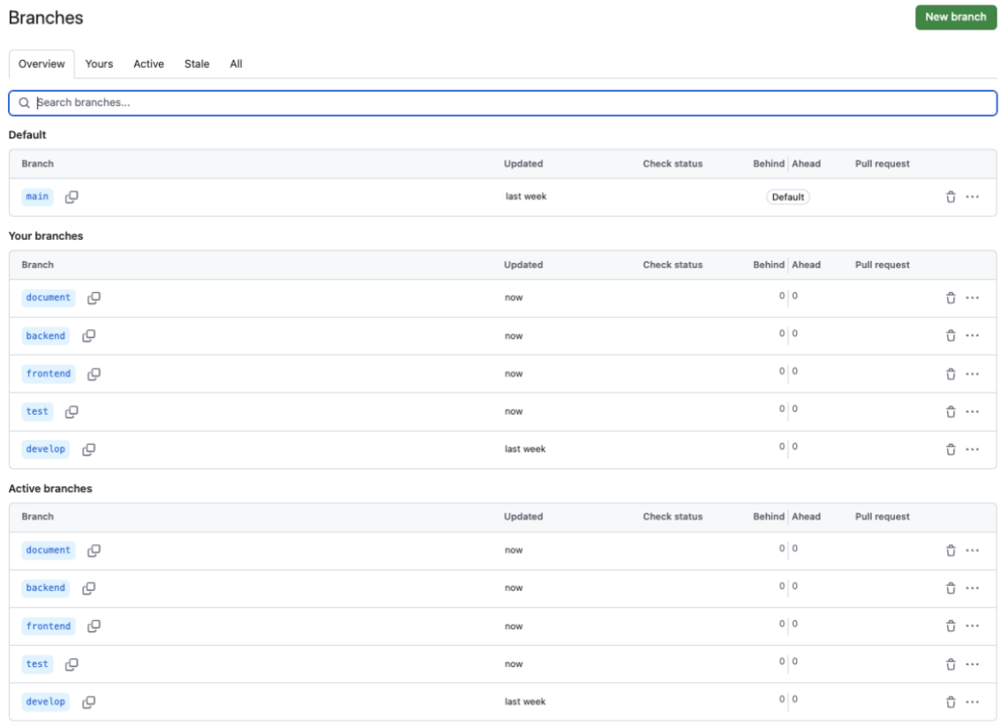 Branches
New branch
Overview Yours Active Stale All
Search branches...
Default
Branch Updated Check status Behind Ahead Pull request
main last week Default
Your branches
Branch Updated Check status Behind Ahead Pull request
document now 0 0
backend now 0 0
frontend now 0 0
test now 0 0
develop last week 0 0
Active branches
Branch Updated Check status Behind Ahead Pull request
document now 0 0
backend now 0 0
frontend now 0 0
test now 0 0
develop last week 0 0